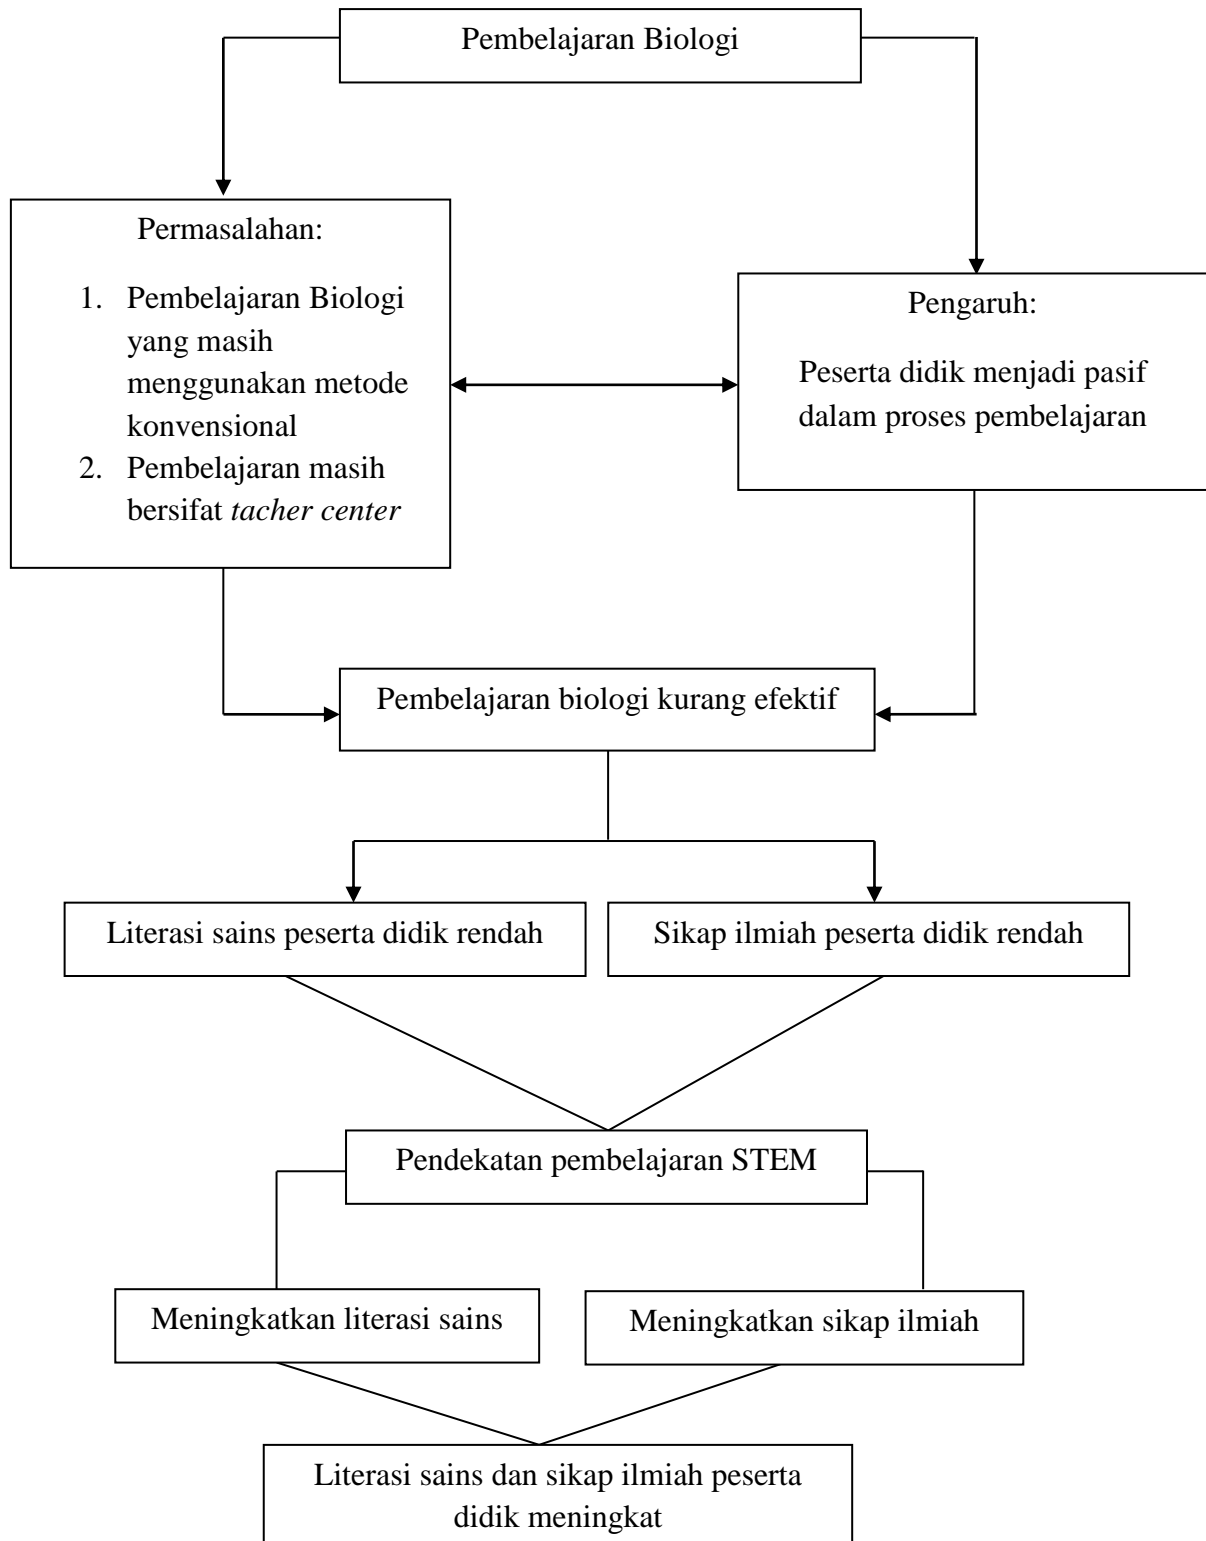 Pembelajaran Biologi
Permasalahan:
1. Pembelajaran Biologi
yang masih
menggunakan metode
konvensional
2. Pembelajaran masih
bersifat tacher center
Pengaruh:
Peserta didik menjadi pasif
dalam proses pembelajaran
Pembelajaran biologi kurang efektif
Literasi sains peserta didik rendah
Sikap ilmiah peserta didik rendah
Pendekatan pembelajaran STEM
Meningkatkan literasi sains
Meningkatkan sikap ilmiah
Literasi sains dan sikap ilmiah peserta
didik meningkat